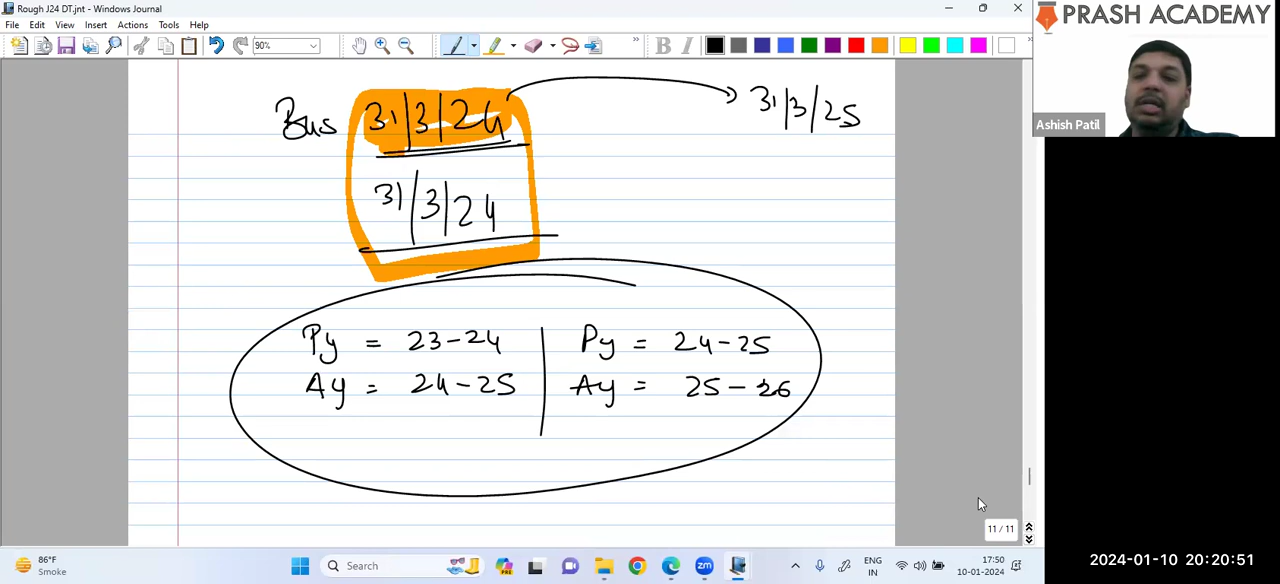 Rough J24 DT.jnt - Windows Journal
File Edit View Insert Actions Tools Help
90%
B I
PRASH ACADEMY
Ashish Patil
Bus 31/3/24 31/3/25
31/3/24
Py = 23-24 Py = 24-25
Ay = 24-25 Ay = 25-26
11 / 11
86°F
Smoke
Search
zm
ENG
IN
17:50
10-01-2024
2024-01-10 20:20:51